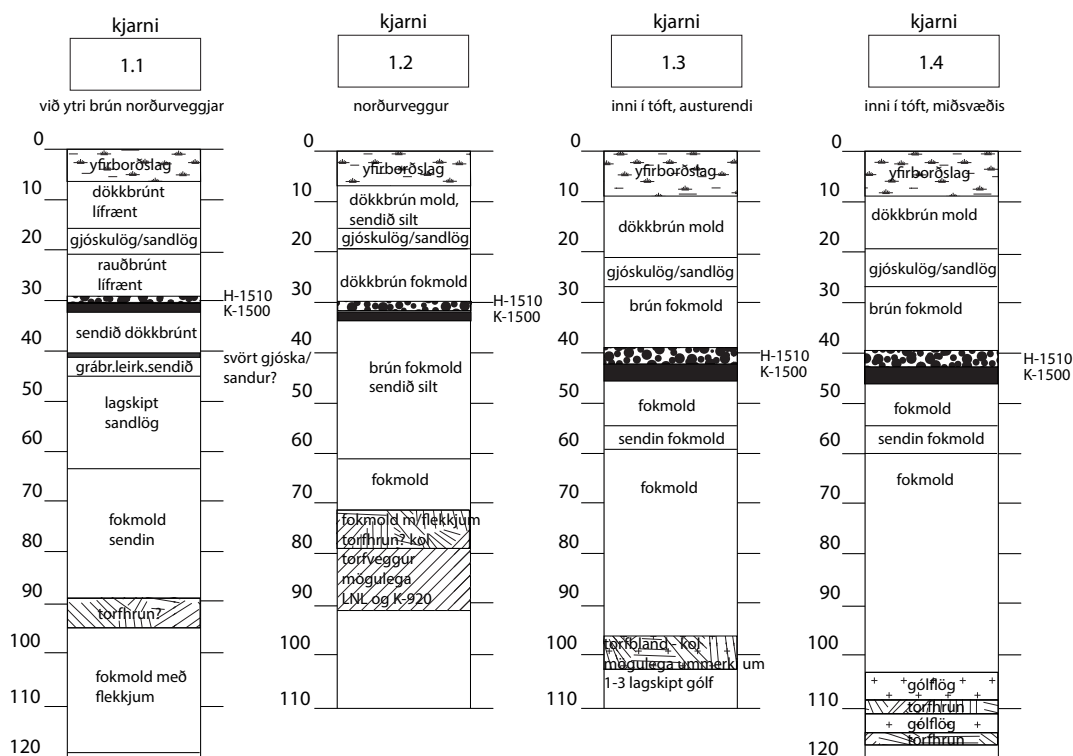 kjarni
1.1
við ytri brún norðurveggjar
0
10
20
30
40
50
60
70
80
90
100
110
120
yfirborðslag
dökkbrúnt
lífrænt
gjóskulög/sandlög
rauðbrúnt
lífrænt
H-1510
K-1500
sendið dökkbrúnt
svört gjóska/
sandur?
grábr.leirk.sendið
lagskipt
sandlög
fokmold
sendin
torfhrun?
fokmold með
flekkjum
kjarni
1.2
norðurveggur
0
10
20
30
40
50
60
70
80
90
100
110
yfirborðslag
dökkbrún mold,
sendið silt
gjóskulög/sandlög
dökkbrún fokmold
H-1510
K-1500
brún fokmold
sendið silt
fokmold
fokmold m/flekkjum
torfhrun? kol
torfveggur
mögulega
LNL og K-920
kjarni
1.3
inni í tóft, austurendi
0
10
20
30
40
50
60
70
80
90
100
110
yfirborðslag
dökkbrún mold
gjóskulög/sandlög
brún fokmold
H-1510
K-1500
fokmold
sendin fokmold
fokmold
torfbland - kol
mögulega ummerki um
1-3 lagskipt gólf
kjarni
1.4
inni í tóft, miðsvæðis
0
10
20
30
40
50
60
70
80
90
100
110
120
yfirborðslag
dökkbrún mold
gjóskulög/sandlög
brún fokmold
H-1510
K-1500
fokmold
sendin fokmold
fokmold
gólflög
torfhrun
gólflög
torfhrun